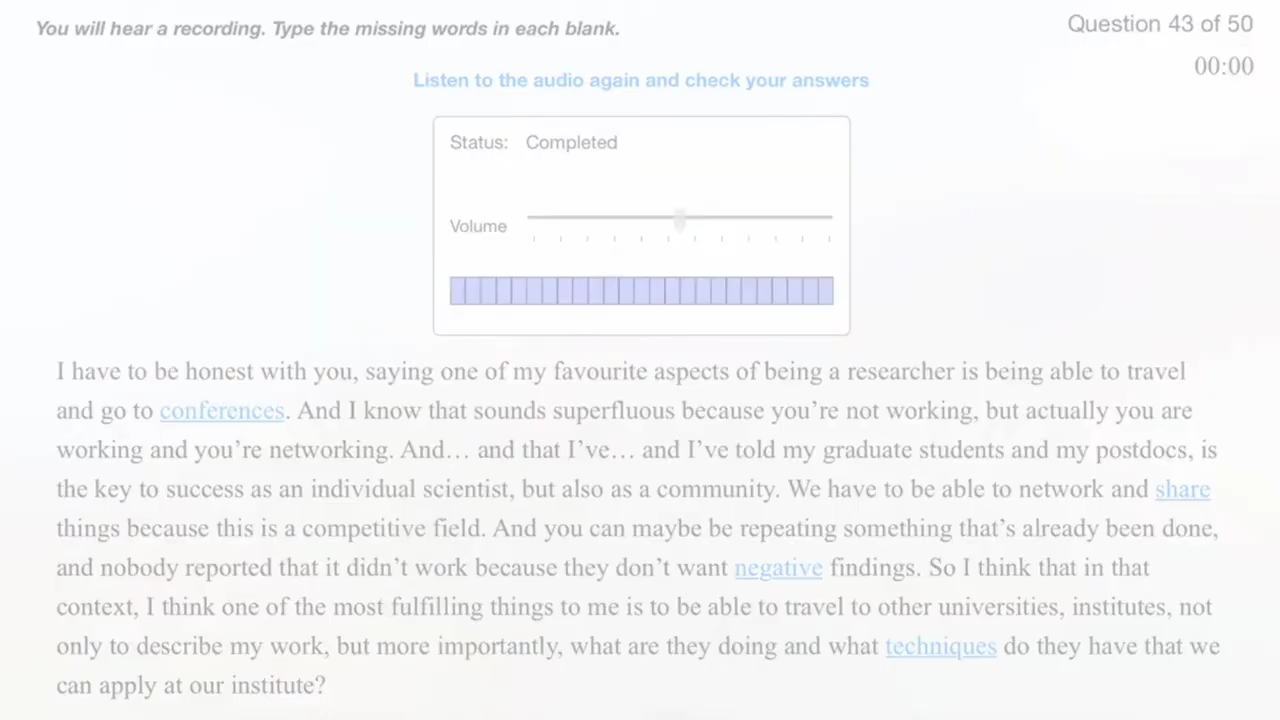 You will hear a recording. Type the missing words in each blank.
Question 43 of 50
00:00
Listen to the audio again and check your answers
Status: Completed
Volume
I have to be honest with you, saying one of my favourite aspects of being a researcher is being able to travel
and go to conferences. And I know that sounds superfluous because you’re not working, but actually you are
working and you’re networking. And… and that I’ve… and I’ve told my graduate students and my postdocs, is
the key to success as an individual scientist, but also as a community. We have to be able to network and share
things because this is a competitive field. And you can maybe be repeating something that’s already been done,
and nobody reported that it didn’t work because they don’t want negative findings. So I think that in that
context, I think one of the most fulfilling things to me is to be able to travel to other universities, institutes, not
only to describe my work, but more importantly, what are they doing and what techniques do they have that we
can apply at our institute?